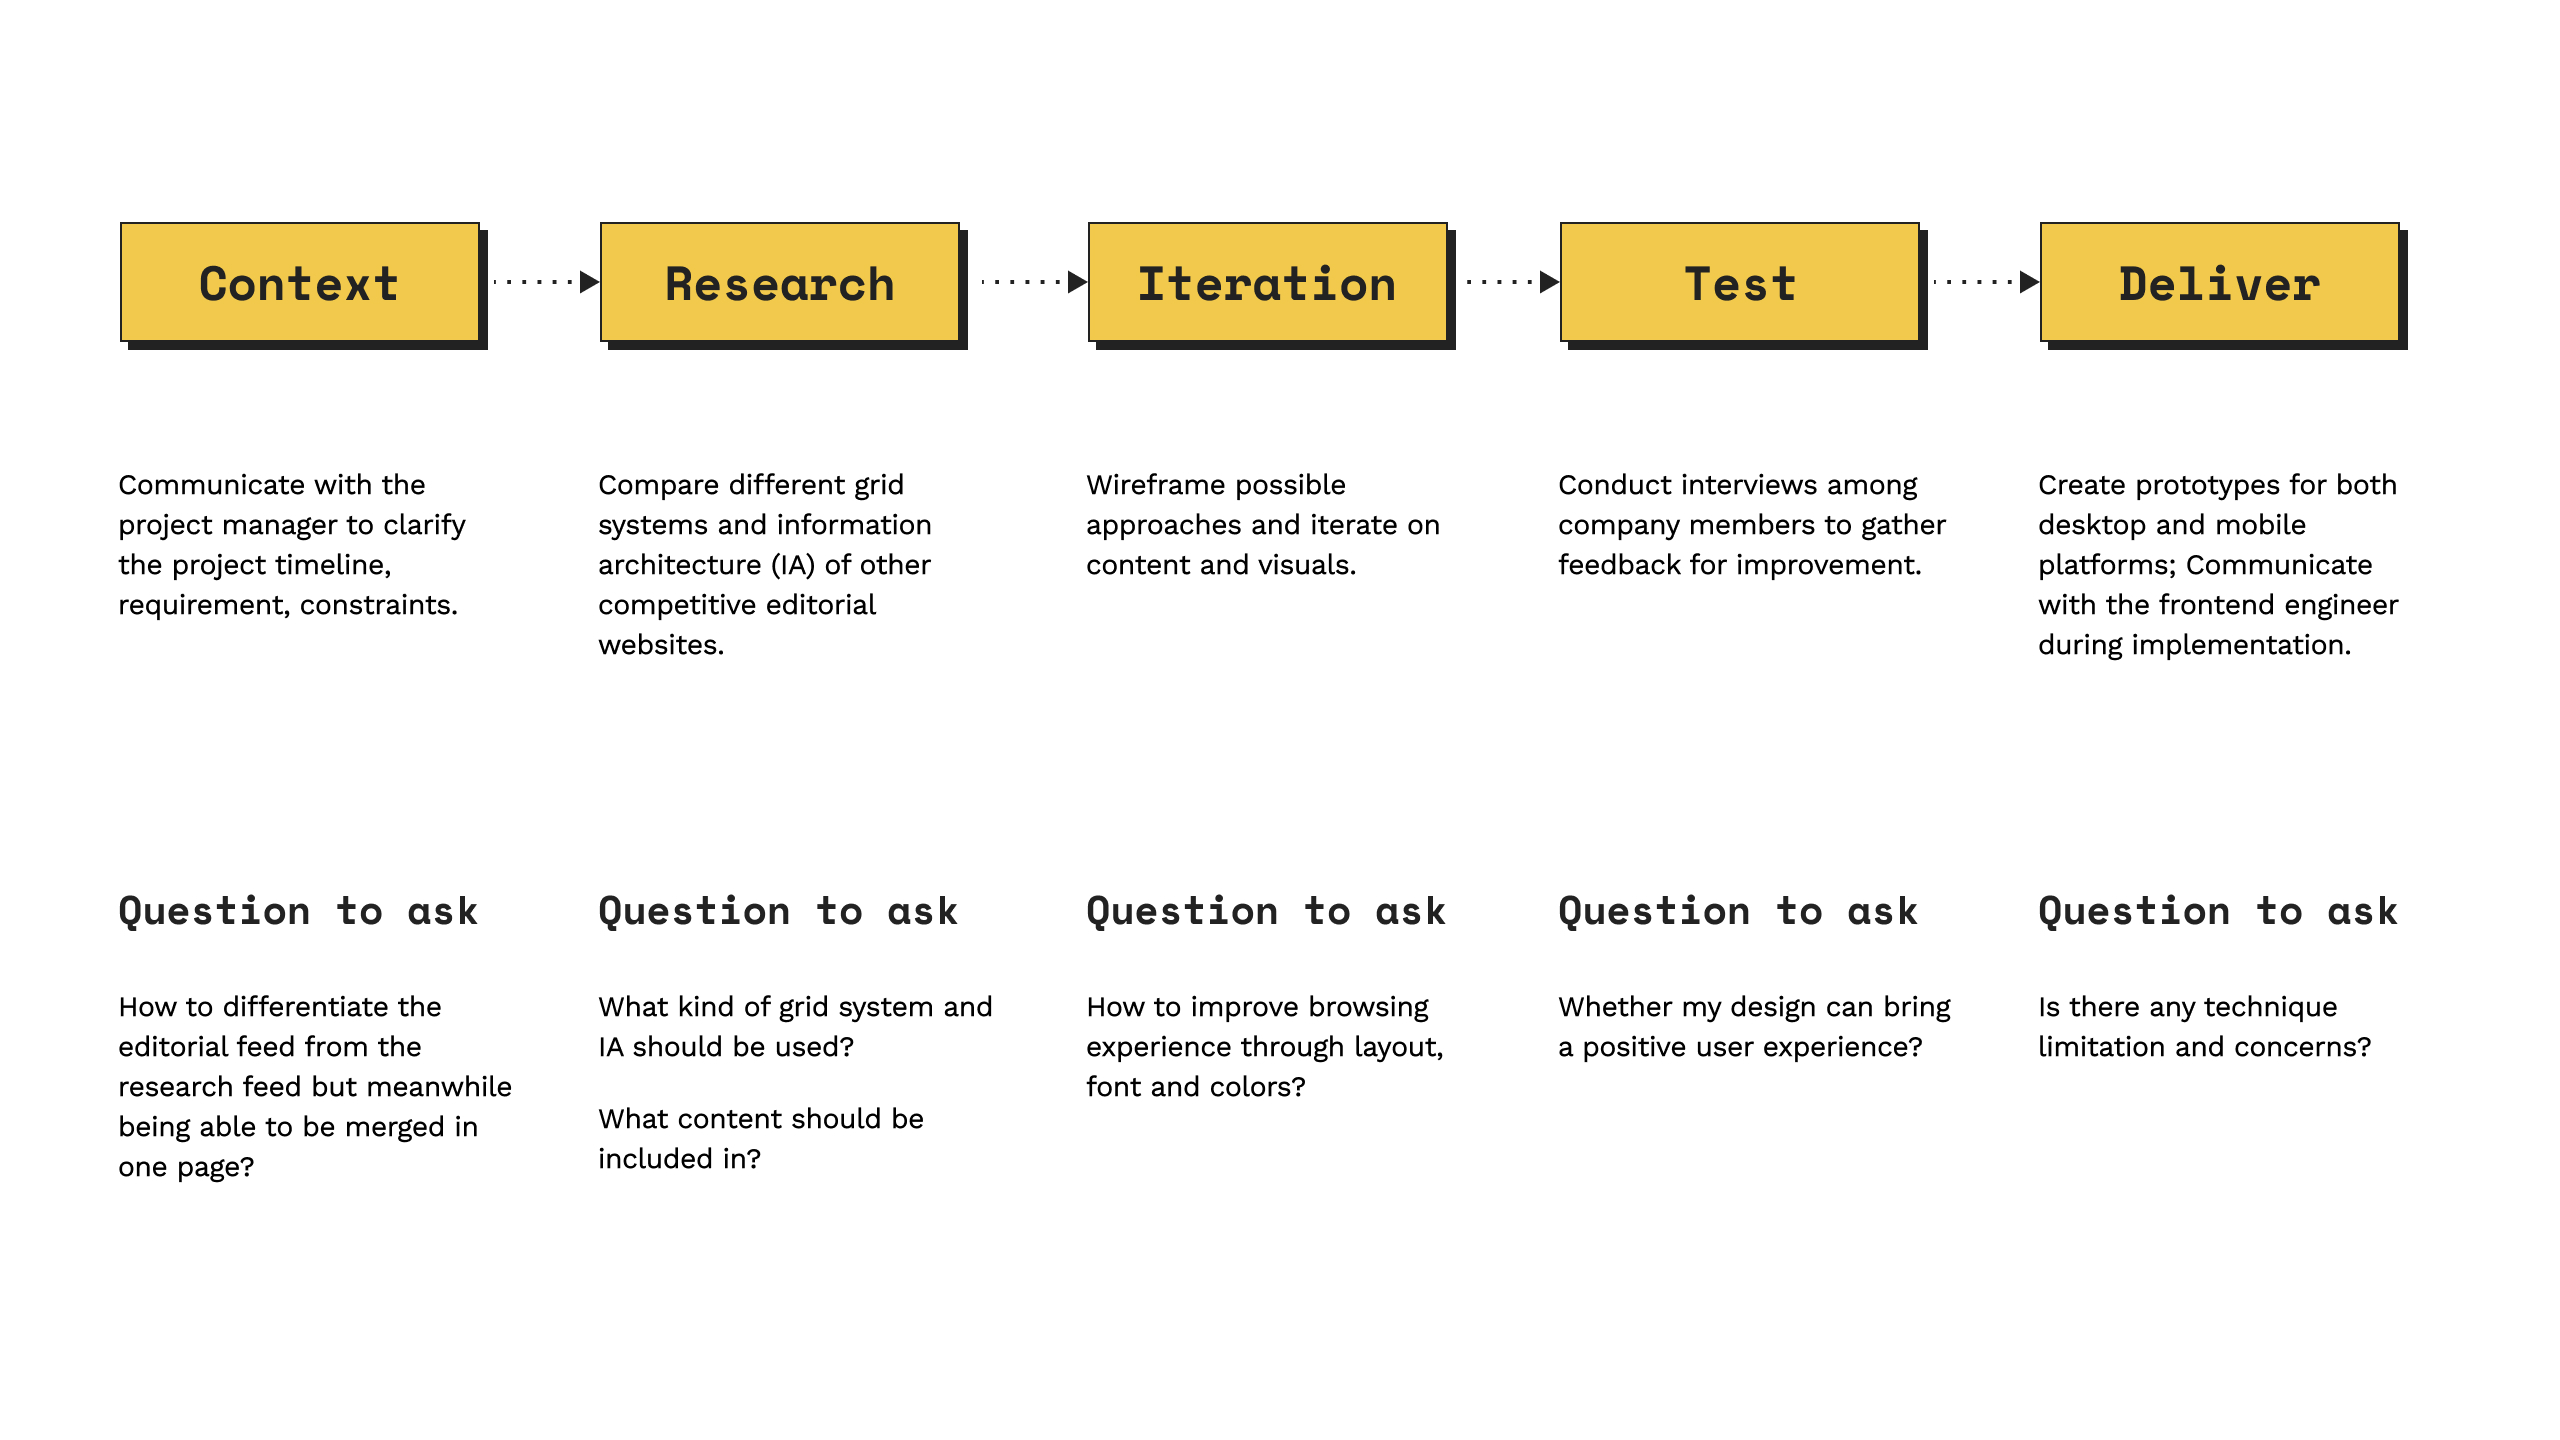 Context
Research
Iteration
Test
Deliver
Communicate with the
project manager to clarify
the project timeline,
requirement, constraints.
Compare different grid
systems and information
architecture (IA) of other
competitive editorial
websites.
Wireframe possible
approaches and iterate on
content and visuals.
Conduct interviews among
company members to gather
feedback for improvement.
Create prototypes for both
desktop and mobile
platforms; Communicate
with the frontend engineer
during implementation.
Question to ask
How to differentiate the
editorial feed from the
research feed but meanwhile
being able to be merged in
one page?
Question to ask
What kind of grid system and
IA should be used?
What content should be
included in?
Question to ask
How to improve browsing
experience through layout,
font and colors?
Question to ask
Whether my design can bring
a positive user experience?
Question to ask
Is there any technique
limitation and concerns?